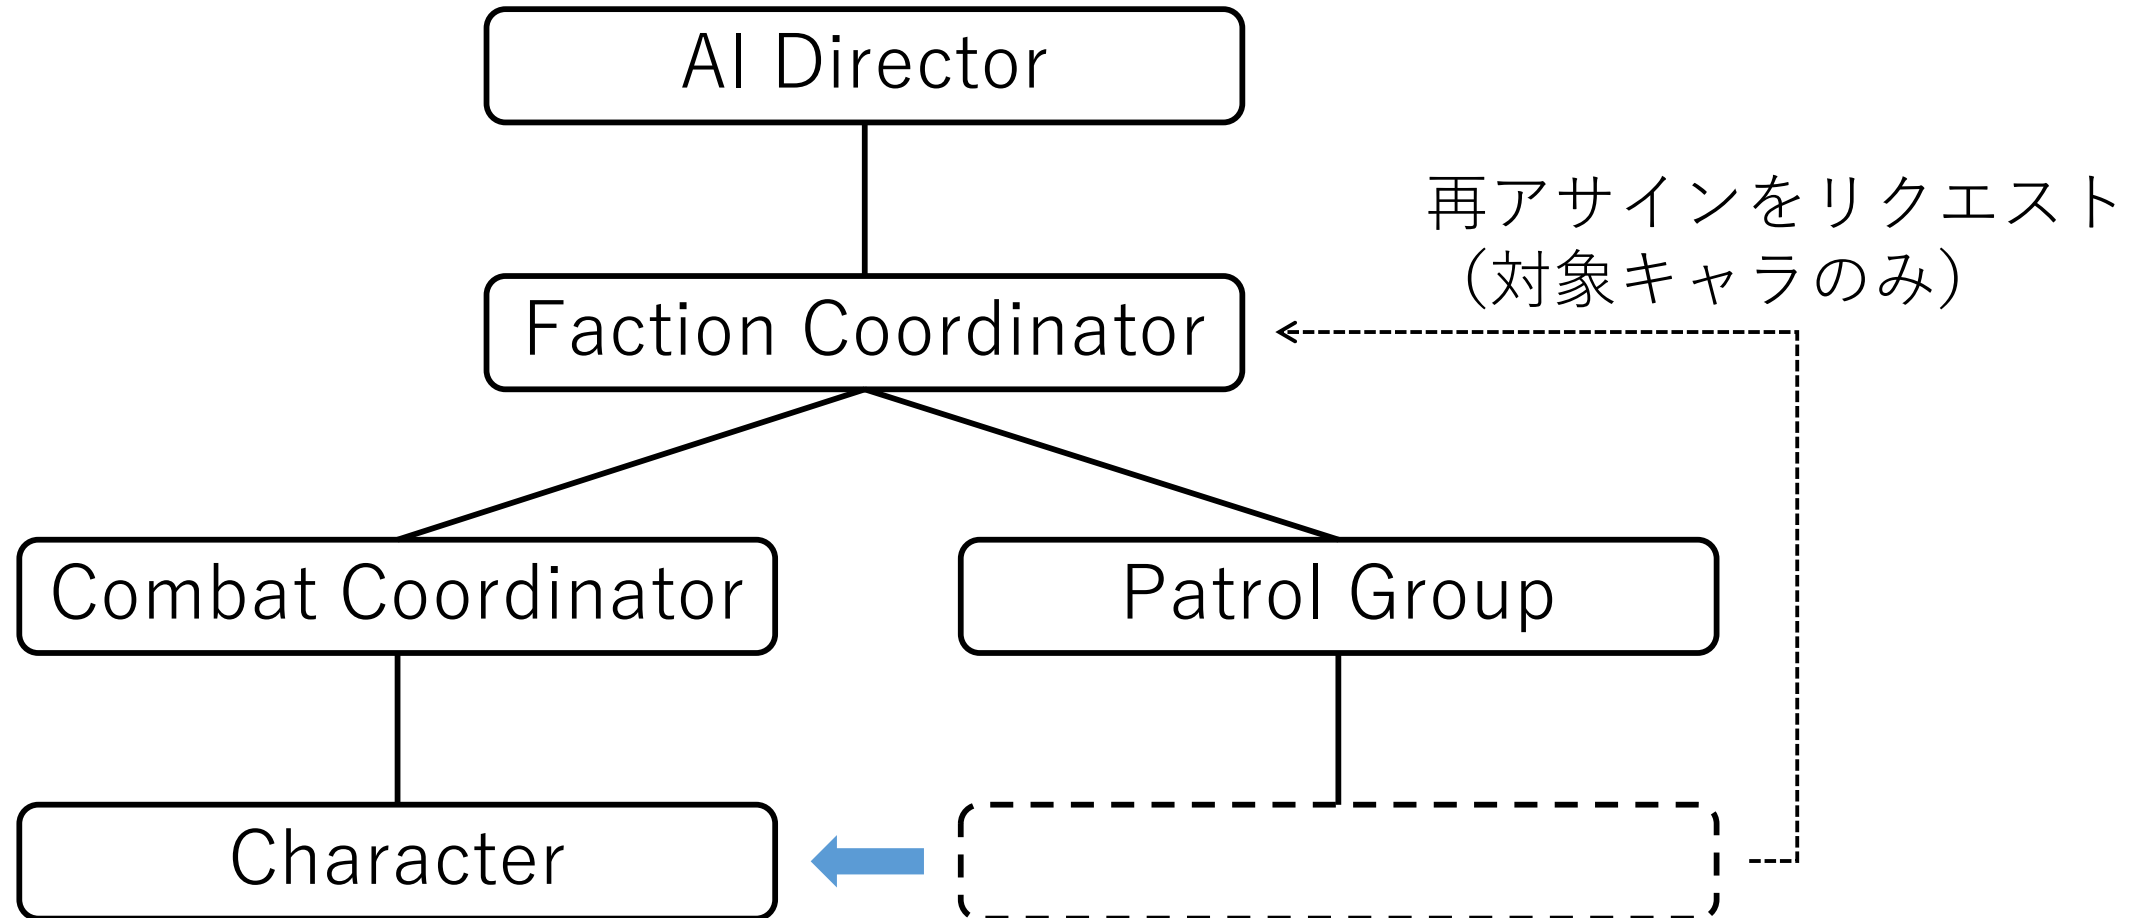 AI Director
再アサインをリクエスト
（対象キャラのみ）
Faction Coordinator
Combat Coordinator
Patrol Group
Character